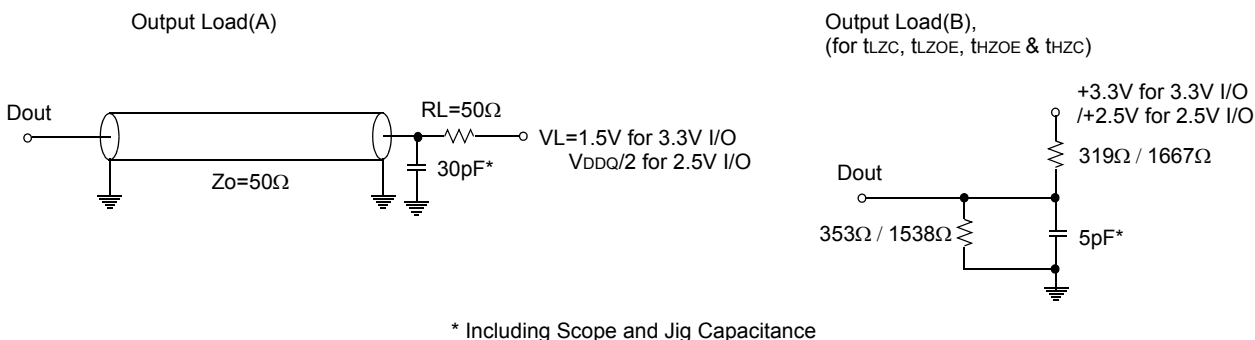 Output Load(A)
Dout
Zo=50Ω
RL=50Ω
30pF*
VL=1.5V for 3.3V I/O
VDDQ/2 for 2.5V I/O
Output Load(B),
(for tLZC, tLZOE, tHZOE & tHZC)
+3.3V for 3.3V I/O
/+2.5V for 2.5V I/O
319Ω / 1667Ω
Dout
353Ω / 1538Ω
5pF*
* Including Scope and Jig Capacitance